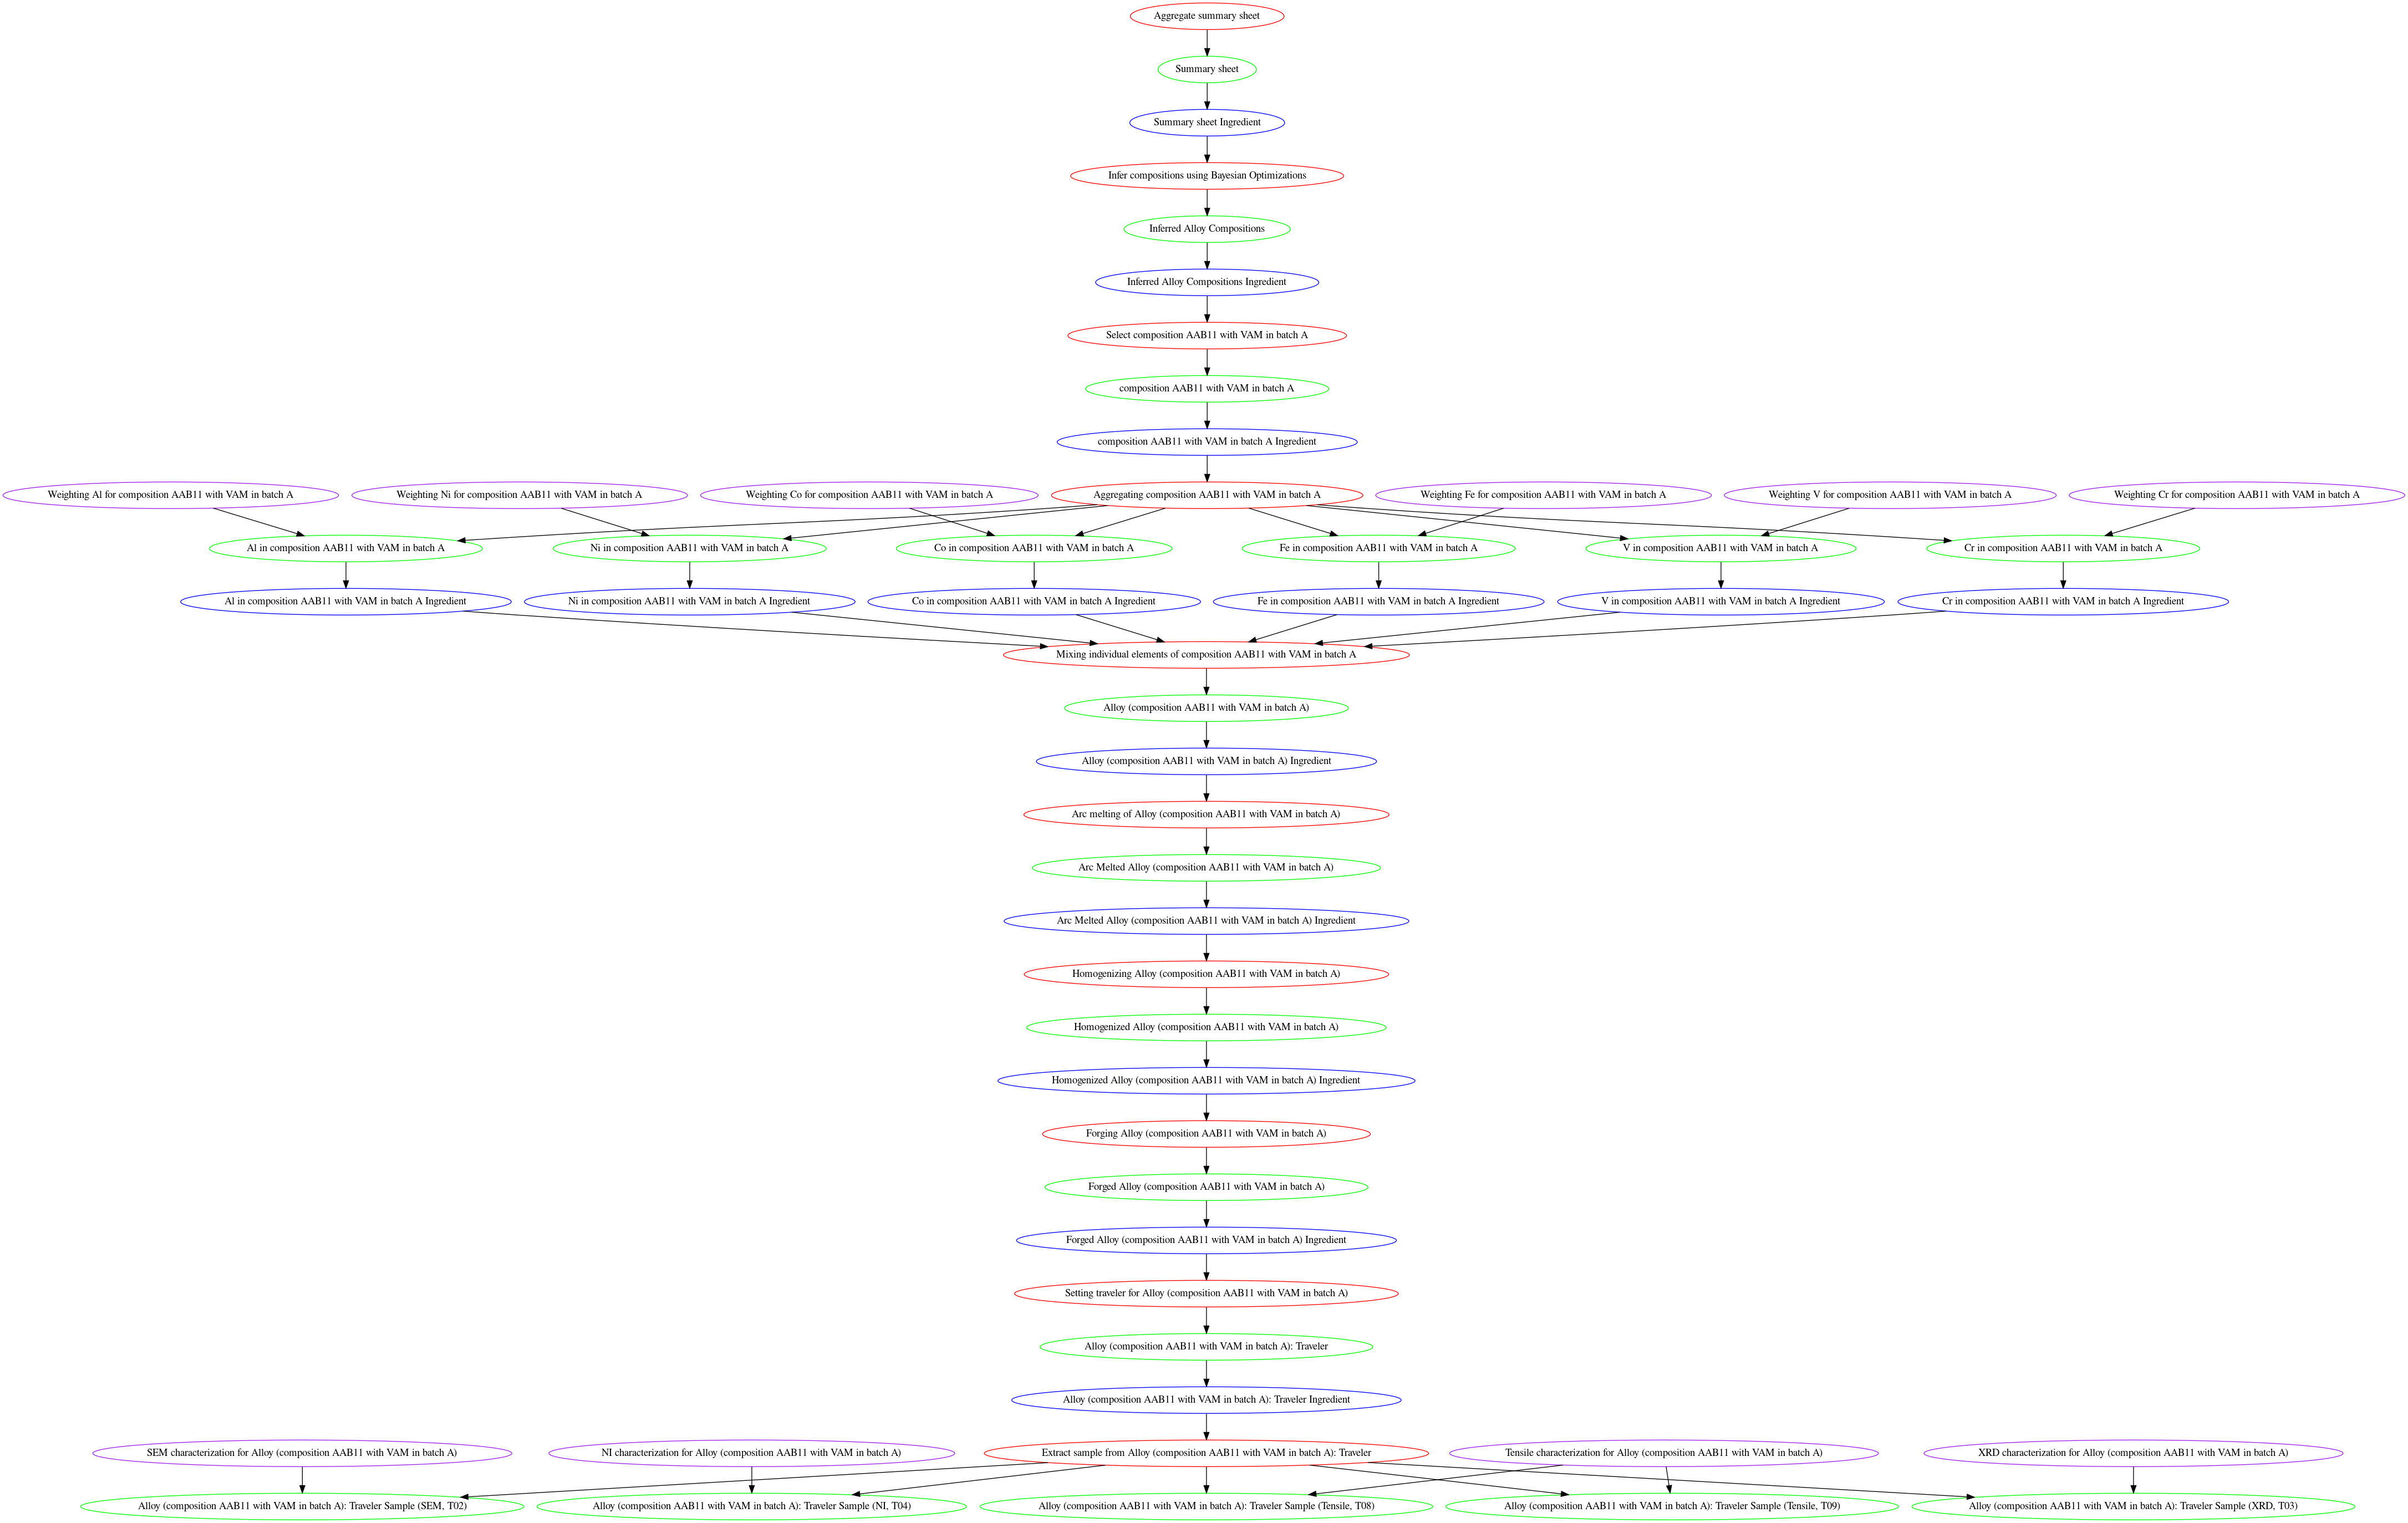 Aggregate summary sheet
Summary sheet
Summary sheet Ingredient
Infer compositions using Bayesian Optimizations
Inferred Alloy Compositions
Inferred Alloy Compositions Ingredient
Select composition AAB11 with VAM in batch A
composition AAB11 with VAM in batch A
composition AAB11 with VAM in batch A Ingredient
Weighting Al for composition AAB11 with VAM in batch A
Weighting Ni for composition AAB11 with VAM in batch A
Weighting Co for composition AAB11 with VAM in batch A
Aggregating composition AAB11 with VAM in batch A
Weighting Fe for composition AAB11 with VAM in batch A
Weighting V for composition AAB11 with VAM in batch A
Weighting Cr for composition AAB11 with VAM in batch A
Al in composition AAB11 with VAM in batch A
Ni in composition AAB11 with VAM in batch A
Co in composition AAB11 with VAM in batch A
Fe in composition AAB11 with VAM in batch A
V in composition AAB11 with VAM in batch A
Cr in composition AAB11 with VAM in batch A
Al in composition AAB11 with VAM in batch A Ingredient
Ni in composition AAB11 with VAM in batch A Ingredient
Co in composition AAB11 with VAM in batch A Ingredient
Fe in composition AAB11 with VAM in batch A Ingredient
V in composition AAB11 with VAM in batch A Ingredient
Cr in composition AAB11 with VAM in batch A Ingredient
Mixing individual elements of composition AAB11 with VAM in batch A
Alloy (composition AAB11 with VAM in batch A)
Alloy (composition AAB11 with VAM in batch A) Ingredient
Arc melting of Alloy (composition AAB11 with VAM in batch A)
Arc Melted Alloy (composition AAB11 with VAM in batch A)
Arc Melted Alloy (composition AAB11 with VAM in batch A) Ingredient
Homogenizing Alloy (composition AAB11 with VAM in batch A)
Homogenized Alloy (composition AAB11 with VAM in batch A)
Homogenized Alloy (composition AAB11 with VAM in batch A) Ingredient
Forging Alloy (composition AAB11 with VAM in batch A)
Forged Alloy (composition AAB11 with VAM in batch A)
Forged Alloy (composition AAB11 with VAM in batch A) Ingredient
Setting traveler for Alloy (composition AAB11 with VAM in batch A)
Alloy (composition AAB11 with VAM in batch A): Traveler
Alloy (composition AAB11 with VAM in batch A): Traveler Ingredient
SEM characterization for Alloy (composition AAB11 with VAM in batch A)
NI characterization for Alloy (composition AAB11 with VAM in batch A)
Extract sample from Alloy (composition AAB11 with VAM in batch A): Traveler
Tensile characterization for Alloy (composition AAB11 with VAM in batch A)
XRD characterization for Alloy (composition AAB11 with VAM in batch A)
Alloy (composition AAB11 with VAM in batch A): Traveler Sample (SEM, T02)
Alloy (composition AAB11 with VAM in batch A): Traveler Sample (NI, T04)
Alloy (composition AAB11 with VAM in batch A): Traveler Sample (Tensile, T08)
Alloy (composition AAB11 with VAM in batch A): Traveler Sample (Tensile, T09)
Alloy (composition AAB11 with VAM in batch A): Traveler Sample (XRD, T03)